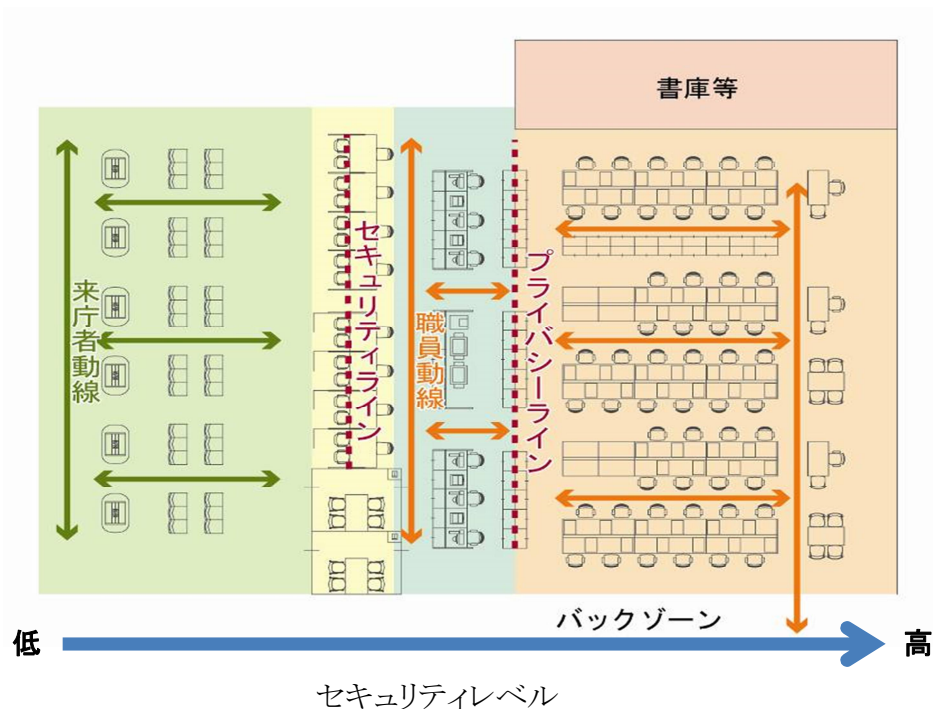 書庫等
来庁者動線
セキュリティライン
職員動線
プライバシーライン
バックゾーン
低
高
セキュリティレベル